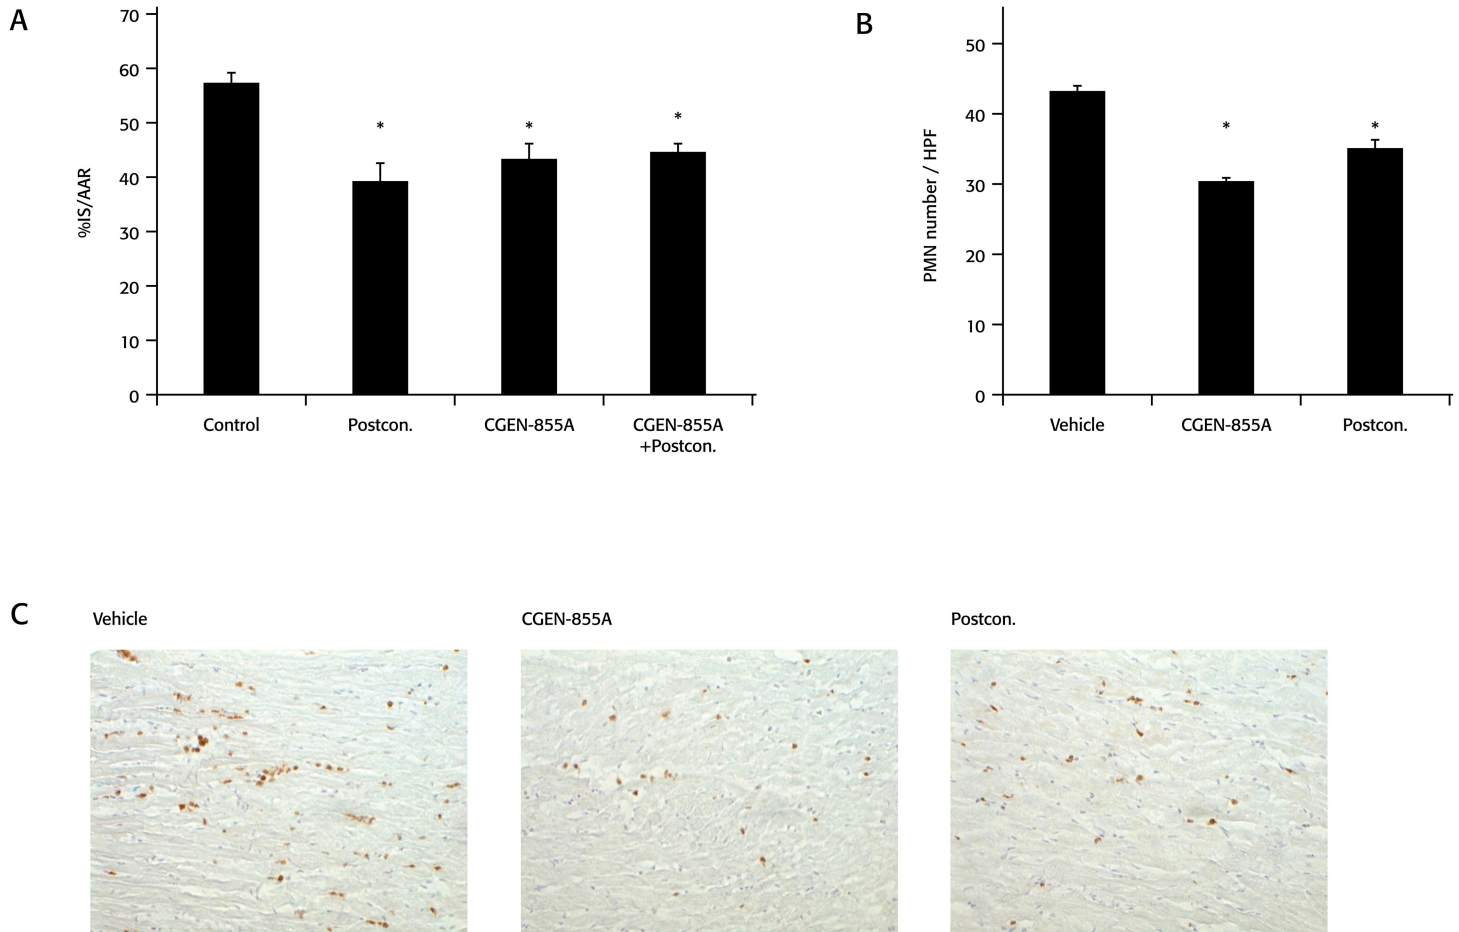 A
%IS/AAR
70
60
50
40
30
20
10
0
*
*
*
Control
Postcon.
CGEN-855A
CGEN-855A
+Postcon.
B
PMN number / HPF
50
40
30
20
10
0
*
*
Vehicle
CGEN-855A
Postcon.
C
Vehicle
CGEN-855A
Postcon.